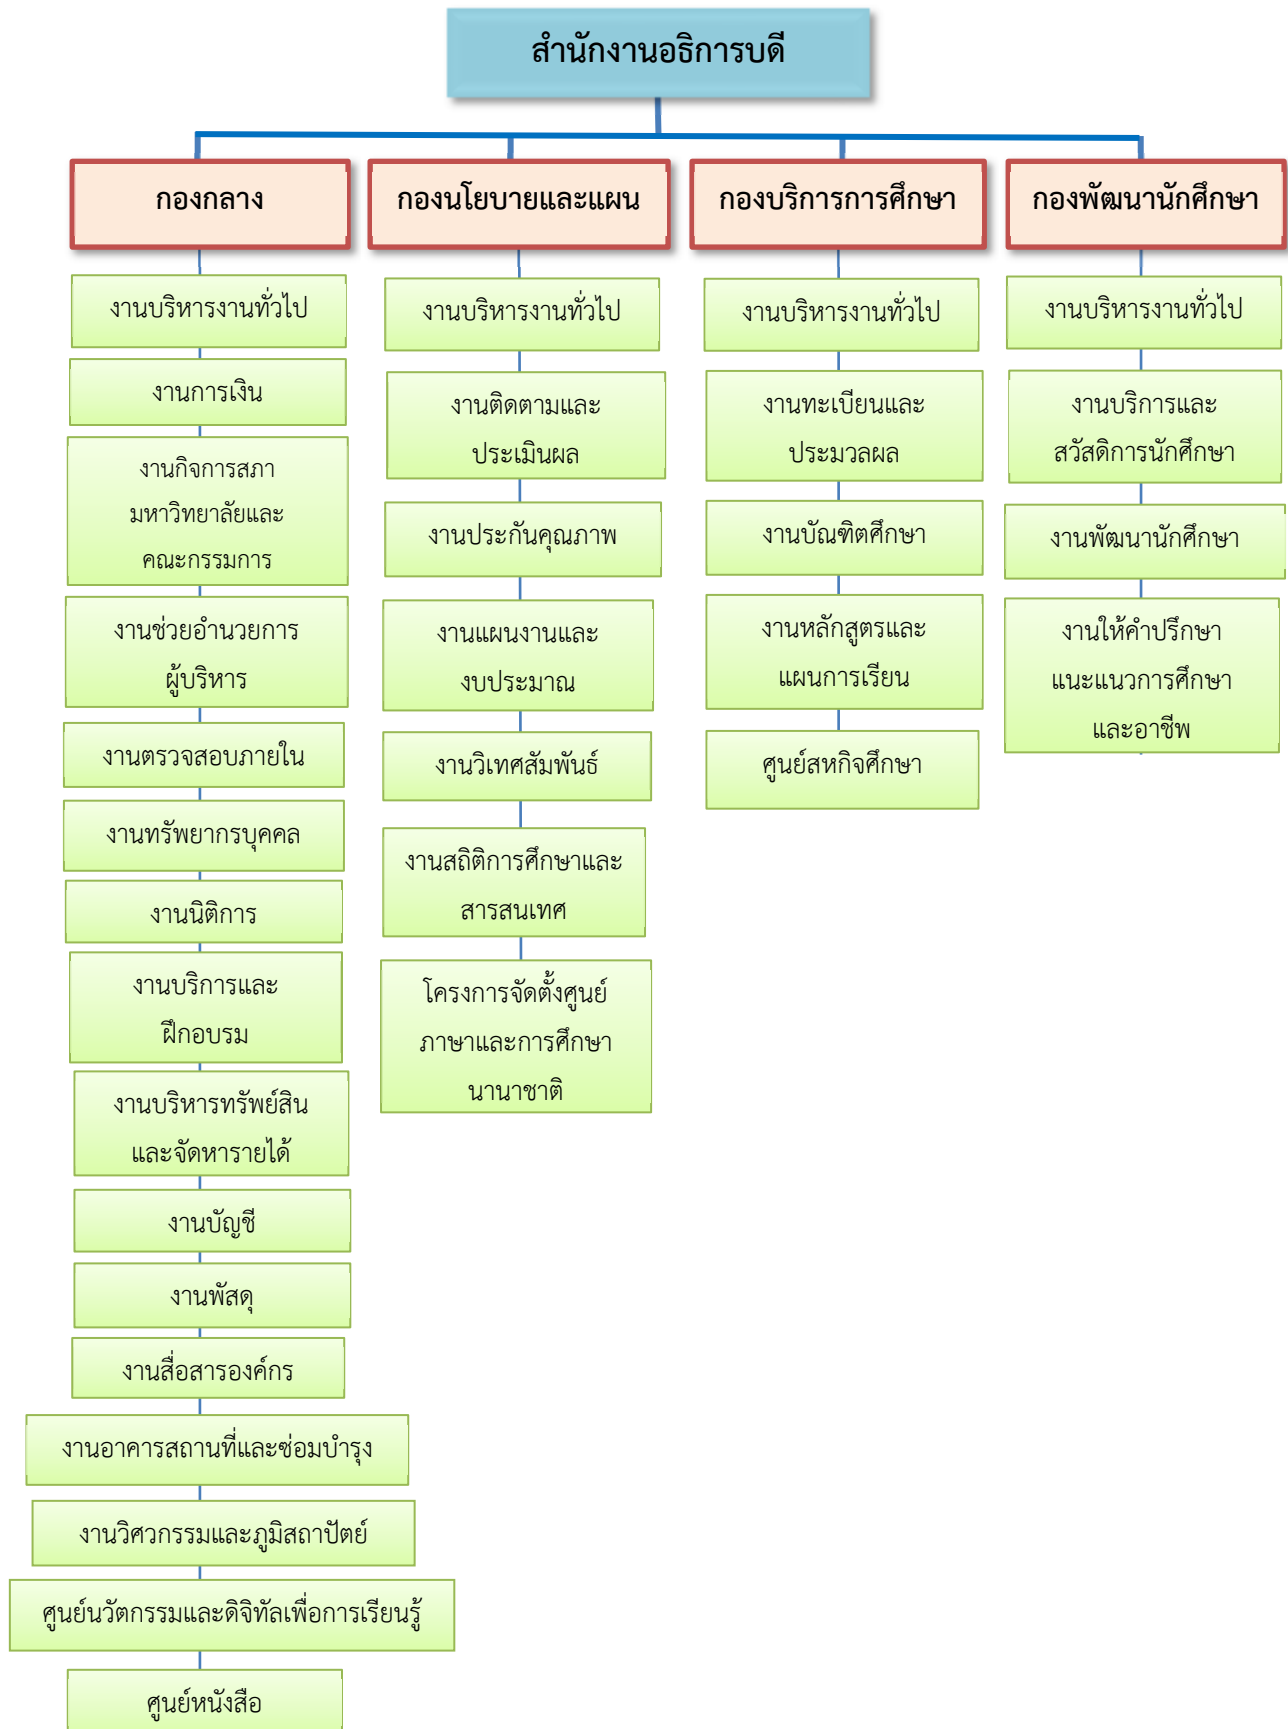 สำนักงานอธิการบดี
กองกลาง
กองนโยบายและแผน
กองบริการการศึกษา
กองพัฒนานักศึกษา
งานบริหารงานทั่วไป
งานการเงิน
งานกิจการสภา
มหาวิทยาลัยและ
คณะกรรมการ
งานช่วยอำนวยการ
ผู้บริหาร
งานตรวจสอบภายใน
งานทรัพยากรบุคคล
งานนิติการ
งานบริการและ
ฝึกอบรม
งานบริหารทรัพย์สิน
และจัดหารายได้
งานบัญชี
งานพัสดุ
งานสื่อสารองค์กร
งานอาคารสถานที่และซ่อมบำรุง
งานวิศวกรรมและภูมิสถาปัตย์
ศูนย์นวัตกรรมและดิจิทัลเพื่อการเรียนรู้
ศูนย์หนังสือ
งานบริหารงานทั่วไป
งานติดตามและ
ประเมินผล
งานประกันคุณภาพ
งานแผนงานและ
งบประมาณ
งานวิเทศสัมพันธ์
งานสถิติการศึกษาและ
สารสนเทศ
โครงการจัดตั้งศูนย์
ภาษาและการศึกษา
นานาชาติ
งานบริหารงานทั่วไป
งานทะเบียนและ
ประมวลผล
งานบัณฑิตศึกษา
งานหลักสูตรและ
แผนการเรียน
ศูนย์สหกิจศึกษา
งานบริหารงานทั่วไป
งานบริการและ
สวัสดิการนักศึกษา
งานพัฒนานักศึกษา
งานให้คำปรึกษา
แนะแนวการศึกษา
และอาชีพ